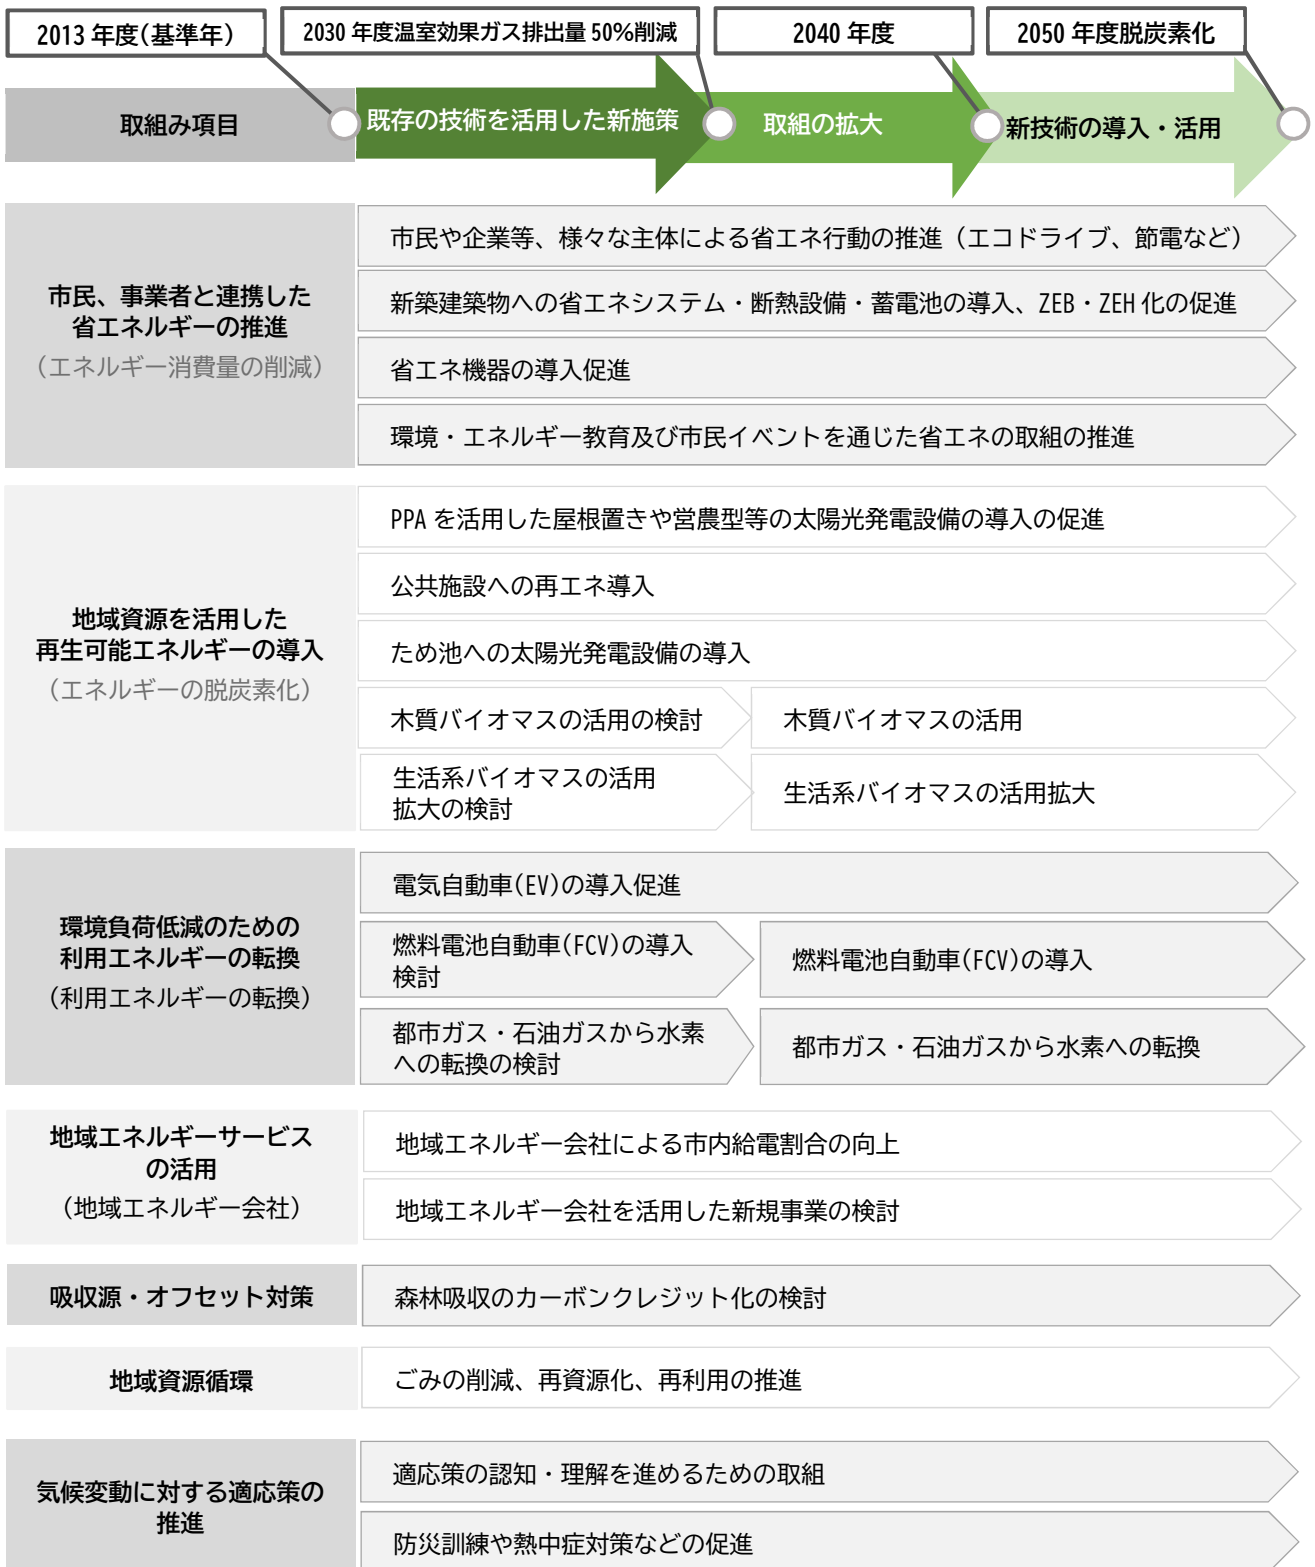 2013 年度(基準年)
2030 年度温室効果ガス排出量 50%削減
2040 年度
2050 年度脱炭素化
取組み項目
既存の技術を活用した新施策
取組の拡大
新技術の導入・活用
市民、事業者と連携した
省エネルギーの推進
（エネルギー消費量の削減）
市民や企業等、様々な主体による省エネ行動の推進（エコドライブ、節電など）
新築建築物への省エネシステム・断熱設備・蓄電池の導入、ZEB・ZEH 化の促進
省エネ機器の導入促進
環境・エネルギー教育及び市民イベントを通じた省エネの取組の推進
地域資源を活用した
再生可能エネルギーの導入
（エネルギーの脱炭素化）
PPA を活用した屋根置きや営農型等の太陽光発電設備の導入の促進
公共施設への再エネ導入
ため池への太陽光発電設備の導入
木質バイオマスの活用の検討
木質バイオマスの活用
生活系バイオマスの活用
拡大の検討
生活系バイオマスの活用拡大
環境負荷低減のための
利用エネルギーの転換
（利用エネルギーの転換）
電気自動車(EV)の導入促進
燃料電池自動車(FCV)の導入
検討
燃料電池自動車(FCV)の導入
都市ガス・石油ガスから水素
への転換の検討
都市ガス・石油ガスから水素への転換
地域エネルギーサービス
の活用
（地域エネルギー会社）
地域エネルギー会社による市内給電割合の向上
地域エネルギー会社を活用した新規事業の検討
吸収源・オフセット対策
森林吸収のカーボンクレジット化の検討
地域資源循環
ごみの削減、再資源化、再利用の推進
気候変動に対する適応策の
推進
適応策の認知・理解を進めるための取組
防災訓練や熱中症対策などの促進